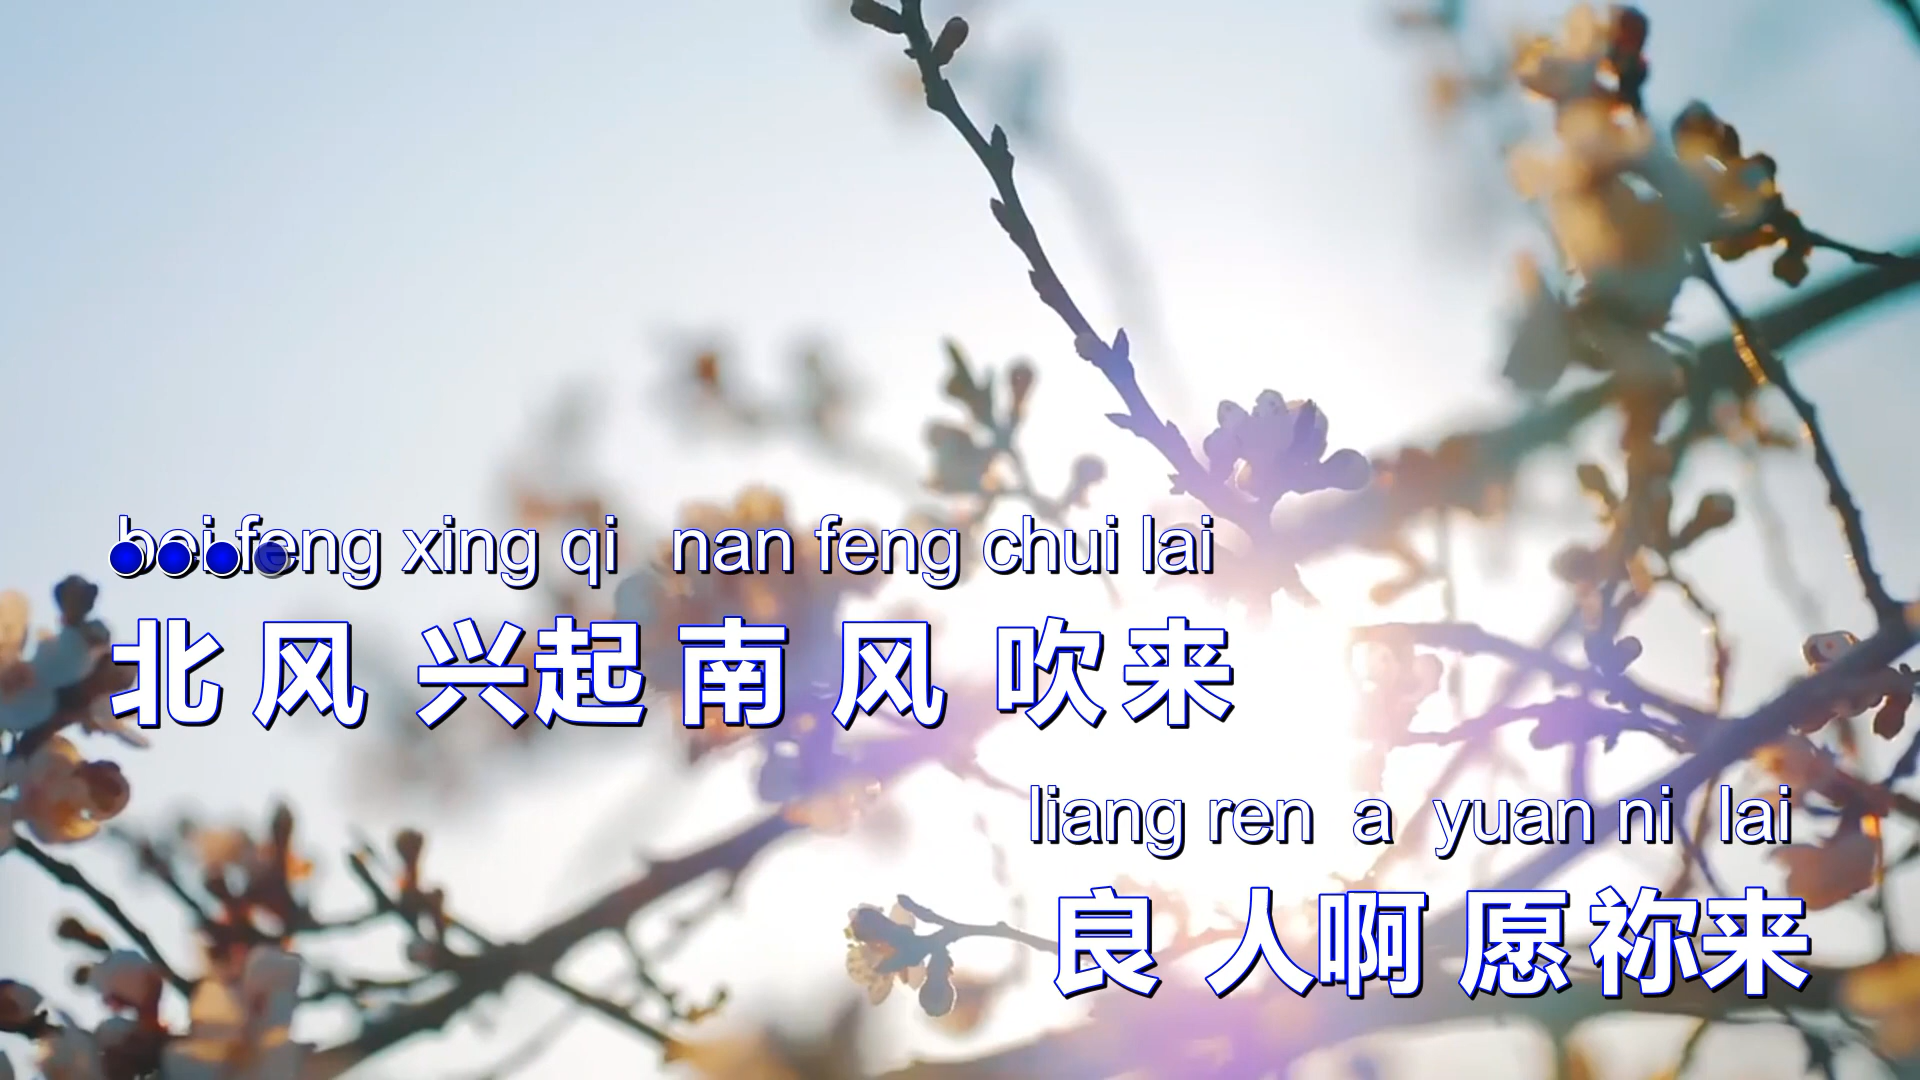 bei feng xing qi nan feng chui lai
北风兴起南风吹来
liang ren a yuan ni lai
良人啊愿祢来